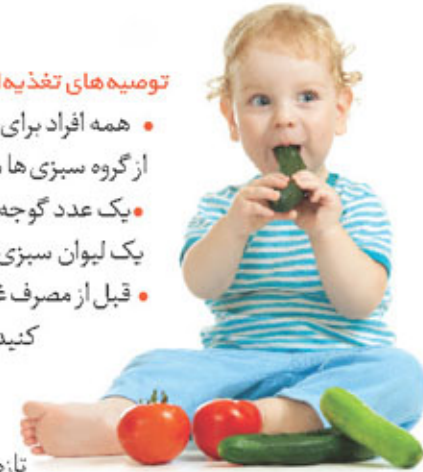 توصیه‌های تغذیه‌ا
• همه افراد برای
از گروه سبزی ها
• یک عدد گوجه
یک لیوان سبزی
• قبل از مصرف
کنید
تازه